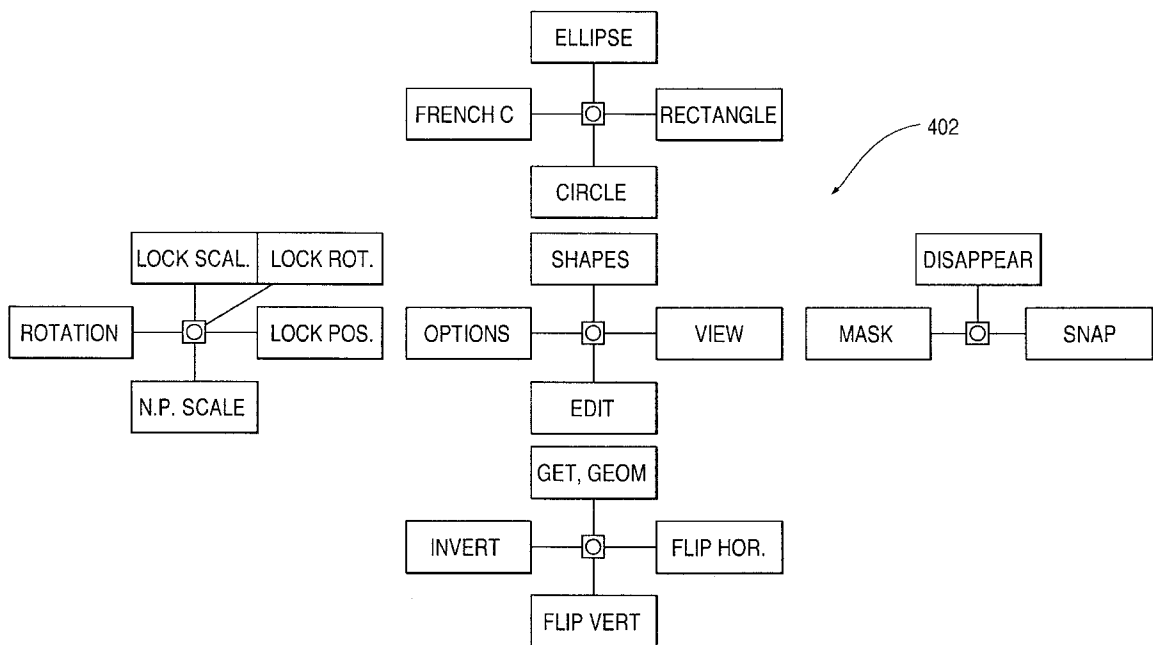 ELLIPSE
FRENCH C
RECTANGLE
402
CIRCLE
LOCK SCAL.
LOCK ROT.
SHAPES
DISAPPEAR
ROTATION
LOCK POS.
OPTIONS
VIEW
MASK
SNAP
N.P. SCALE
EDIT
GET, GEOM
INVERT
FLIP HOR.
FLIP VERT